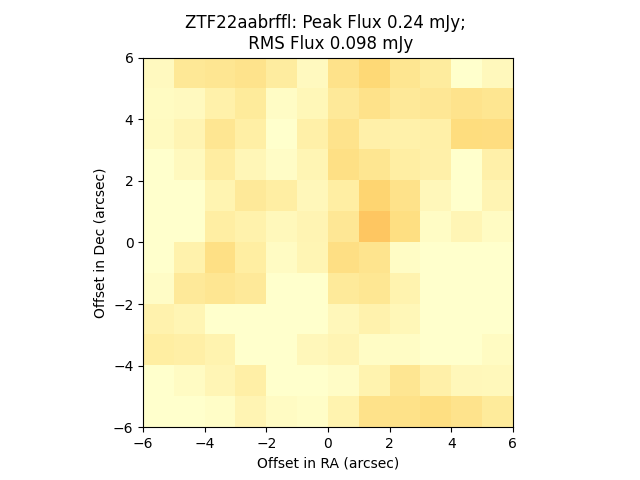 ZTF22aabrffl: Peak Flux 0.24 mJy;
RMS Flux 0.098 mJy
6
4
2
0
−2
−4
−6
Offset in Dec (arcsec)
−6 −4 −2 0 2 4 6
Offset in RA (arcsec)